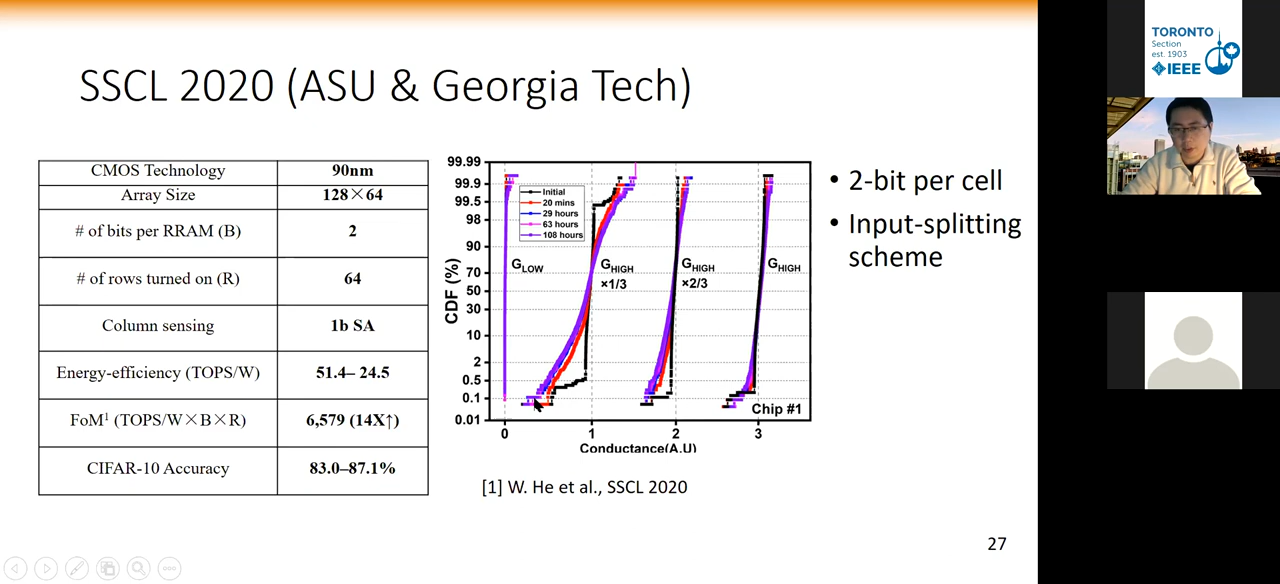 SSCL 2020 (ASU & Georgia Tech)
CMOS Technology 90nm
Array Size 128×64
# of bits per RRAM (B) 2
# of rows turned on (R) 64
Column sensing 1b SA
Energy-efficiency (TOPS/W) 51.4– 24.5
FoM¹ (TOPS/W×B×R) 6,579 (14X↑)
CIFAR-10 Accuracy 83.0–87.1%
99.99
99.9
99.5
98
90
70
50
30
10
2
0.5
0.1
0.01
CDF (%)
Initial
20 mins
29 hours
63 hours
108 hours
GLOW
GHIGH
×1/3
GHIGH
×2/3
GHIGH
Chip #1
0 1 2 3
Conductance(A.U)
[1] W. He et al., SSCL 2020
• 2-bit per cell
• Input-splitting
scheme
27
TORONTO
Section
est. 1903
IEEE